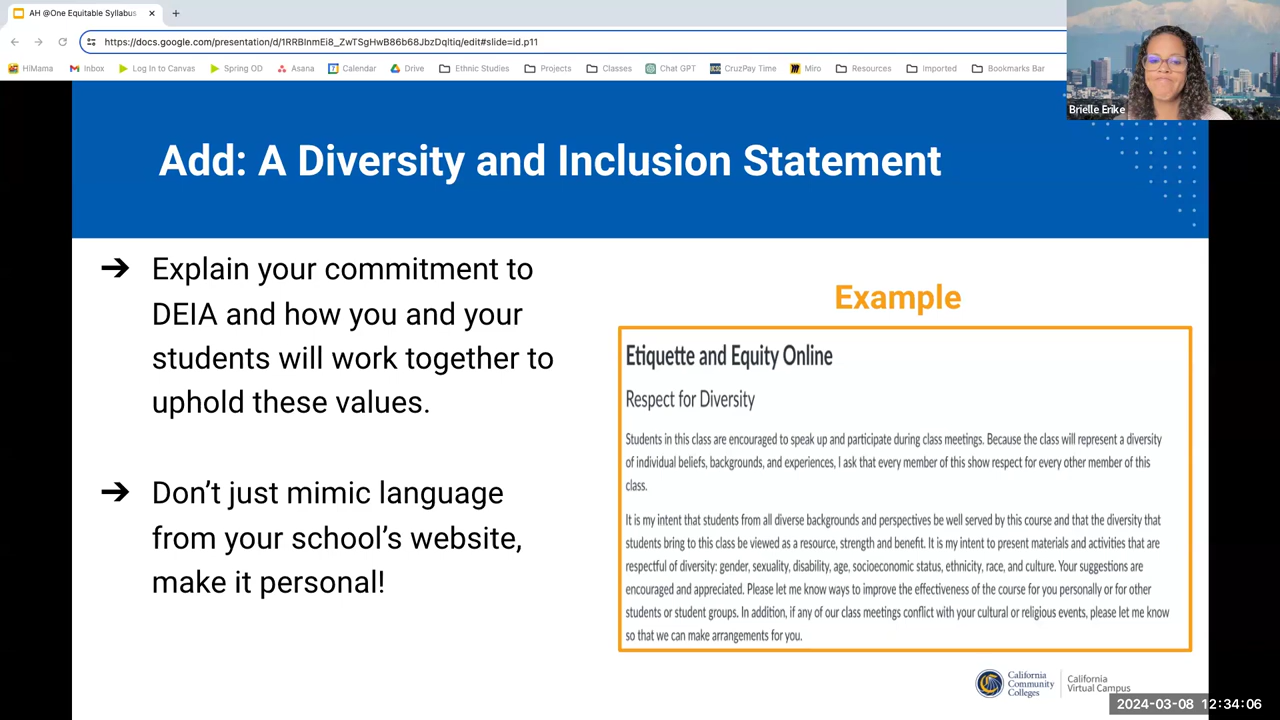 AH @One Equitable Syllabus
https://docs.google.com/presentation/d/1RRBlnmEi8_ZwTSgHwB86b68JbzDqltiq/edit#slide=id.p11
HiMama Inbox Log In to Canvas Spring OD Asana Calendar Drive Ethnic Studies Projects Classes Chat GPT CruzPay Time Miro Resources Imported Bookmarks Bar
Brielle Erike
Add: A Diversity and Inclusion Statement
➔ Explain your commitment to
DEIA and how you and your
students will work together to
uphold these values.
➔ Don’t just mimic language
from your school’s website,
make it personal!
Example
Etiquette and Equity Online
Respect for Diversity
Students in this class are encouraged to speak up and participate during class meetings. Because the class will represent a diversity
of individual beliefs, backgrounds, and experiences, I ask that every member of this show respect for every other member of this
class.
It is my intent that students from all diverse backgrounds and perspectives be well served by this course and that the diversity that
students bring to this class be viewed as a resource, strength and benefit. It is my intent to present materials and activities that are
respectful of diversity: gender, sexuality, disability, age, socioeconomic status, ethnicity, race, and culture. Your suggestions are
encouraged and appreciated. Please let me know ways to improve the effectiveness of the course for you personally or for other
students or student groups. In addition, if any of our class meetings conflict with your cultural or religious events, please let me know
so that we can make arrangements for you.
California
Community
Colleges
California
Virtual Campus
2024-03-08 12:34:06